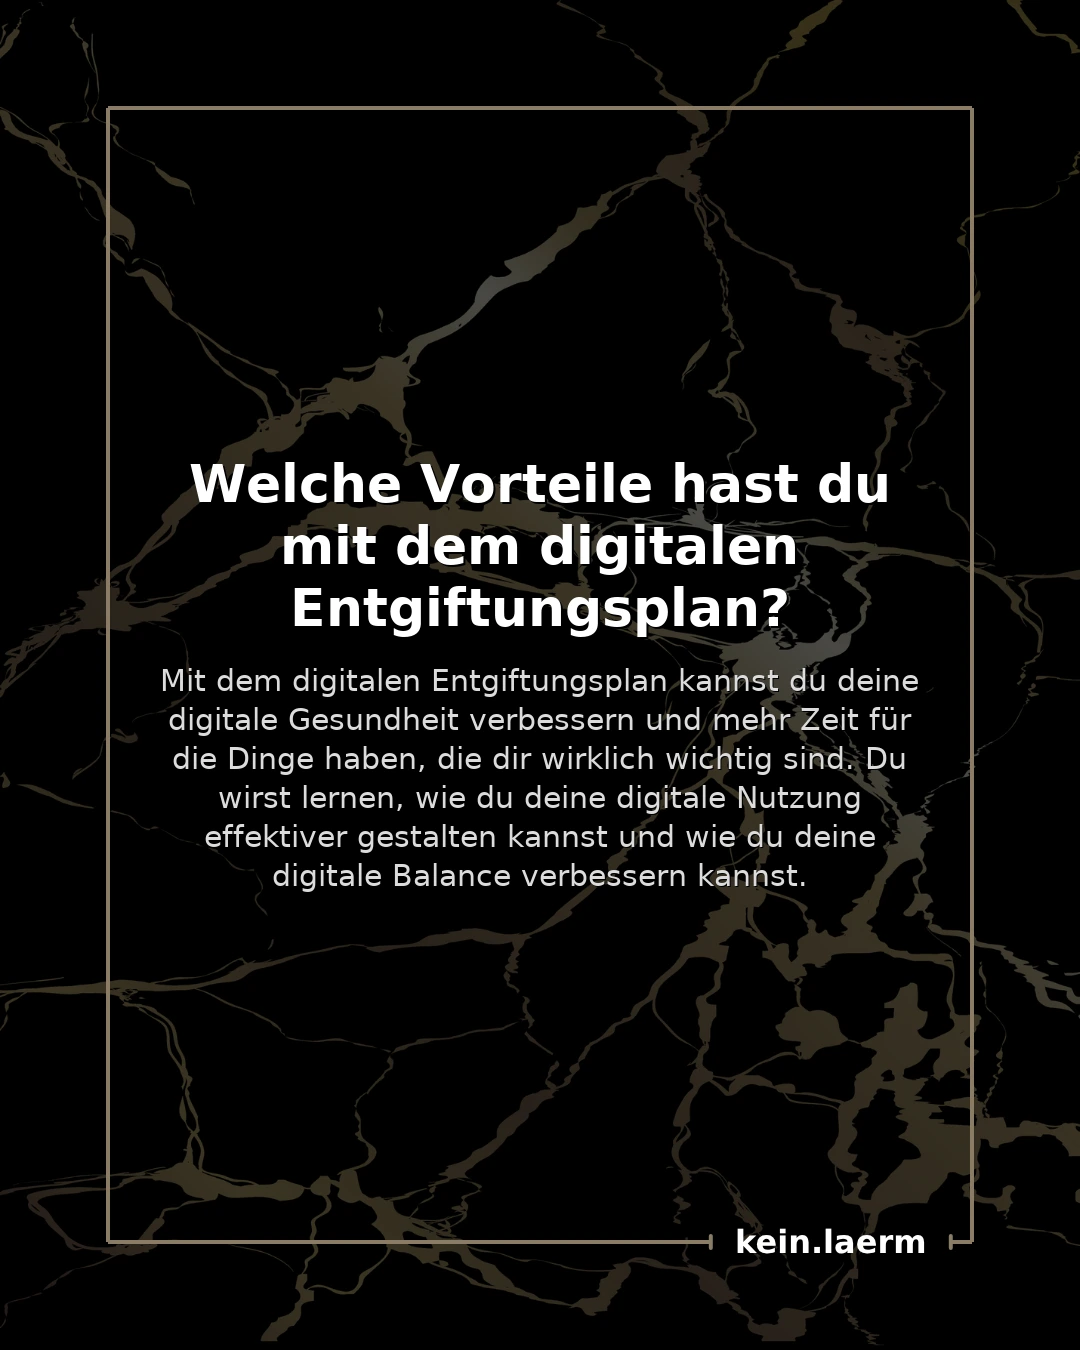 Welche Vorteile hast du
mit dem digitalen
Entgiftungsplan?
Mit dem digitalen Entgiftungsplan kannst du deine
digitale Gesundheit verbessern und mehr Zeit für
die Dinge haben, die dir wirklich wichtig sind. Du
wirst lernen, wie du deine digitale Nutzung
effektiver gestalten kannst und wie du deine
digitale Balance verbessern kannst.
kein.laerm